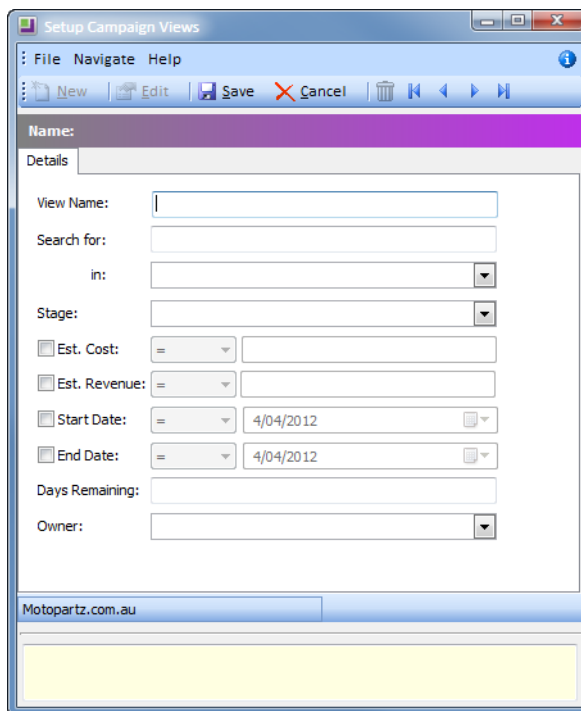 Setup Campaign Views
File Navigate Help
New Edit Save Cancel
Name:
Details
View Name:
Search for:
in:
Stage:
Est. Cost: =
Est. Revenue: =
Start Date: = 4/04/2012
End Date: = 4/04/2012
Days Remaining:
Owner:
Motopartz.com.au